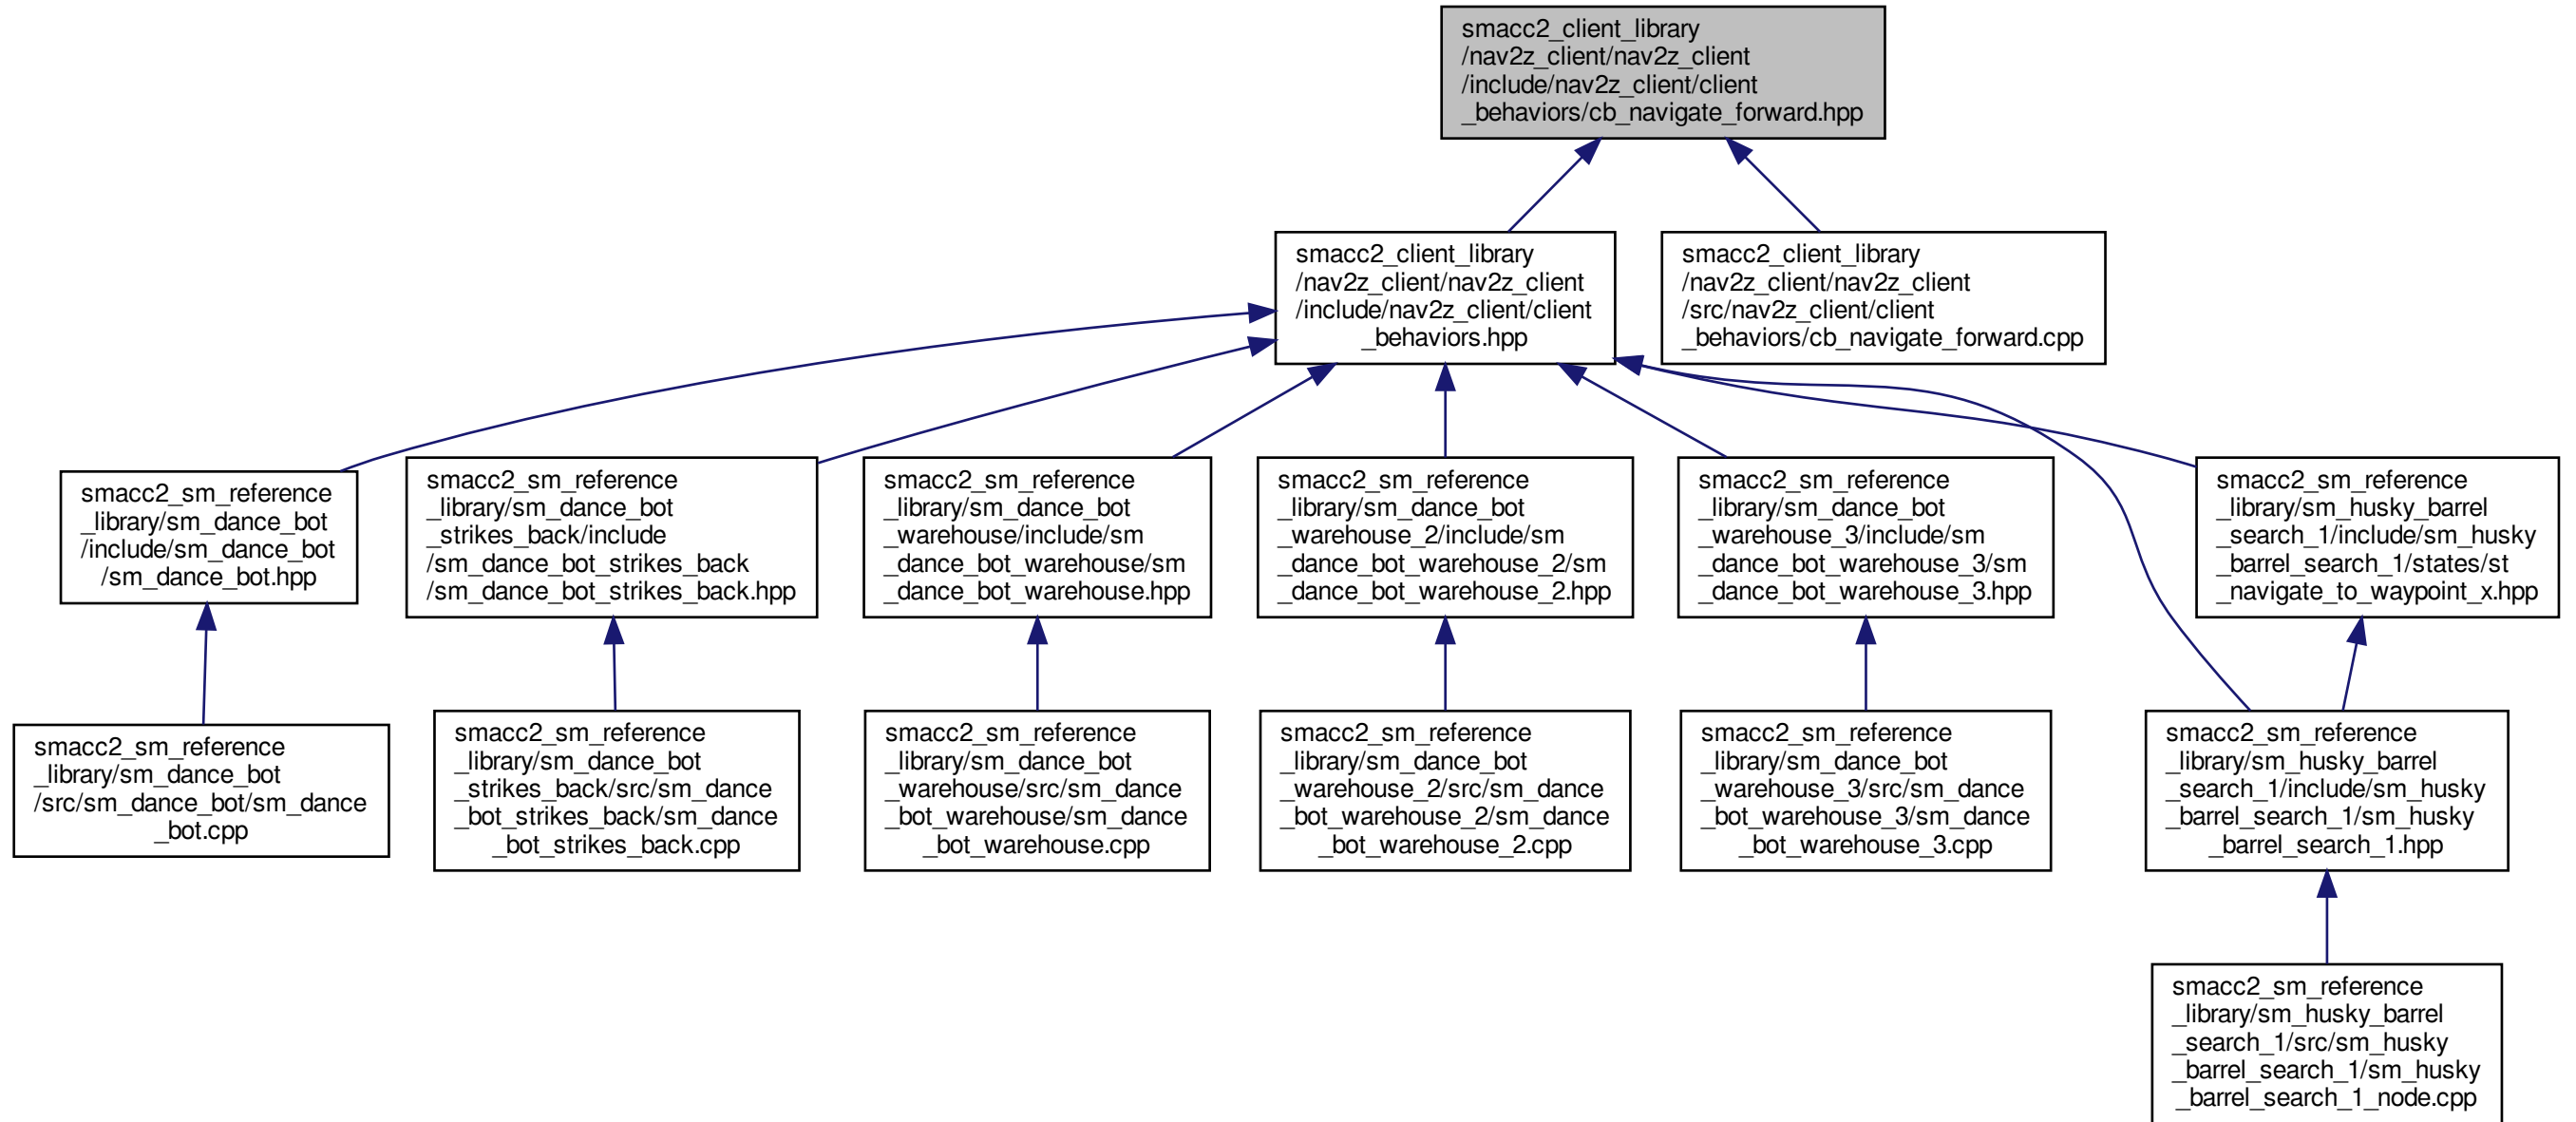 smacc2_client_library
/nav2z_client/nav2z_client
/include/nav2z_client/client
_behaviors/cb_navigate_forward.hpp
smacc2_client_library
/nav2z_client/nav2z_client
/include/nav2z_client/client
_behaviors.hpp
smacc2_client_library
/nav2z_client/nav2z_client
/src/nav2z_client/client
_behaviors/cb_navigate_forward.cpp
smacc2_sm_reference
_library/sm_dance_bot
/include/sm_dance_bot
/sm_dance_bot.hpp
smacc2_sm_reference
_library/sm_dance_bot
_strikes_back/include
/sm_dance_bot_strikes_back
/sm_dance_bot_strikes_back.hpp
smacc2_sm_reference
_library/sm_dance_bot
_warehouse/include/sm
_dance_bot_warehouse/sm
_dance_bot_warehouse.hpp
smacc2_sm_reference
_library/sm_dance_bot
_warehouse_2/include/sm
_dance_bot_warehouse_2/sm
_dance_bot_warehouse_2.hpp
smacc2_sm_reference
_library/sm_dance_bot
_warehouse_3/include/sm
_dance_bot_warehouse_3/sm
_dance_bot_warehouse_3.hpp
smacc2_sm_reference
_library/sm_husky_barrel
_search_1/include/sm_husky
_barrel_search_1/states/st
_navigate_to_waypoint_x.hpp
smacc2_sm_reference
_library/sm_dance_bot
/src/sm_dance_bot/sm_dance
_bot.cpp
smacc2_sm_reference
_library/sm_dance_bot
_strikes_back/src/sm_dance
_bot_strikes_back/sm_dance
_bot_strikes_back.cpp
smacc2_sm_reference
_library/sm_dance_bot
_warehouse/src/sm_dance
_bot_warehouse/sm_dance
_bot_warehouse.cpp
smacc2_sm_reference
_library/sm_dance_bot
_warehouse_2/src/sm_dance
_bot_warehouse_2/sm_dance
_bot_warehouse_2.cpp
smacc2_sm_reference
_library/sm_dance_bot
_warehouse_3/src/sm_dance
_bot_warehouse_3/sm_dance
_bot_warehouse_3.cpp
smacc2_sm_reference
_library/sm_husky_barrel
_search_1/include/sm_husky
_barrel_search_1/sm_husky
_barrel_search_1.hpp
smacc2_sm_reference
_library/sm_husky_barrel
_search_1/src/sm_husky
_barrel_search_1/sm_husky
_barrel_search_1_node.cpp